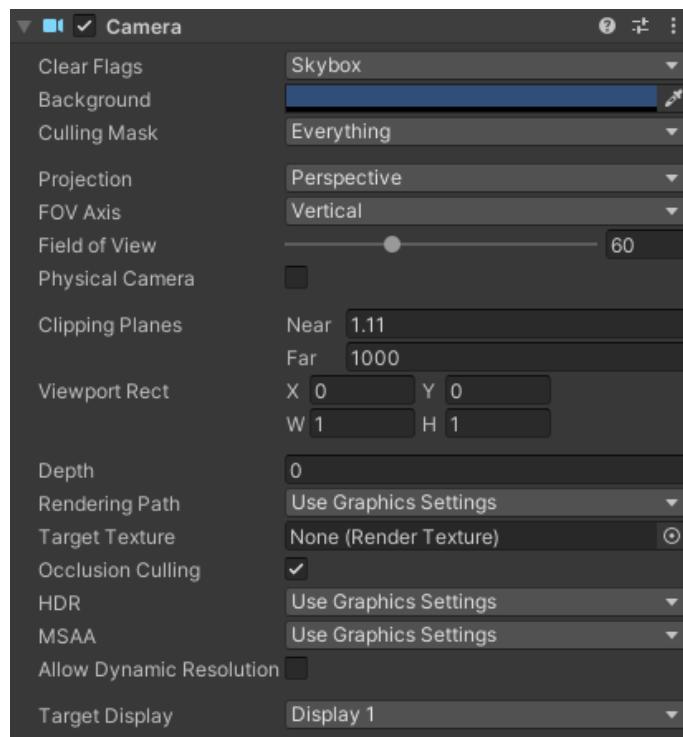 Camera
Clear Flags Skybox
Background
Culling Mask Everything
Projection Perspective
FOV Axis Vertical
Field of View 60
Physical Camera
Clipping Planes Near 1.11
Far 1000
Viewport Rect X 0 Y 0
W 1 H 1
Depth 0
Rendering Path Use Graphics Settings
Target Texture None (Render Texture)
Occlusion Culling
HDR Use Graphics Settings
MSAA Use Graphics Settings
Allow Dynamic Resolution
Target Display Display 1